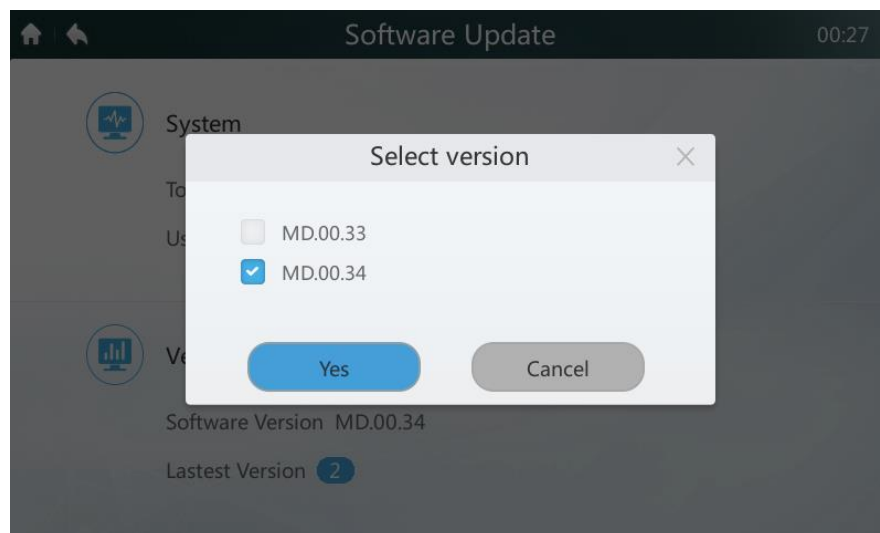 Software Update
00:27
System
Select version
To
Us
MD.00.33
MD.00.34
Ve
Yes
Cancel
Software Version MD.00.34
Lastest Version 2